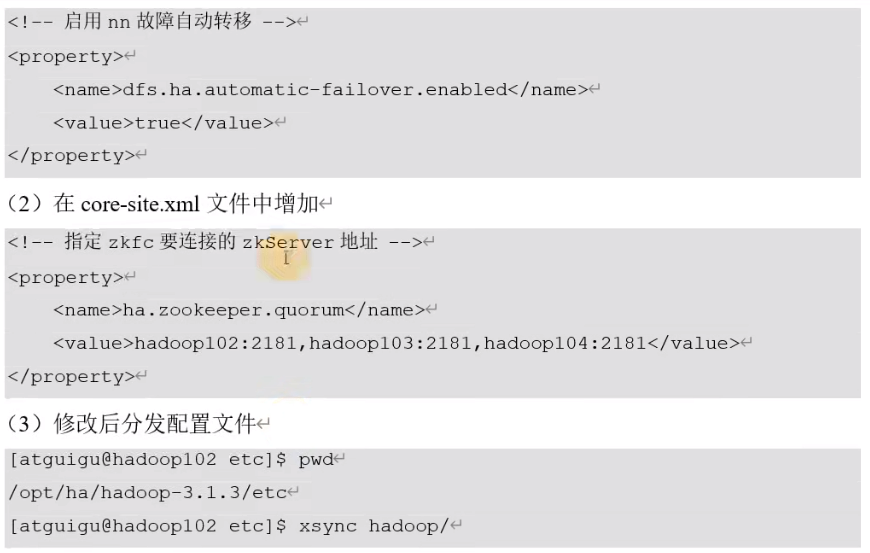 <!-- 启用 nn 故障自动转移 -->
<property>
    <name>dfs.ha.automatic-failover.enabled</name>
    <value>true</value>
</property>
（2）在 core-site.xml 文件中增加
<!-- 指定 zkfc 要连接的 zkServer 地址 -->
<property>
    <name>ha.zookeeper.quorum</name>
    <value>hadoop102:2181,hadoop103:2181,hadoop104:2181</value>
</property>
（3）修改后分发配置文件
[atguigu@hadoop102 etc]$ pwd
/opt/ha/hadoop-3.1.3/etc
[atguigu@hadoop102 etc]$ xsync hadoop/